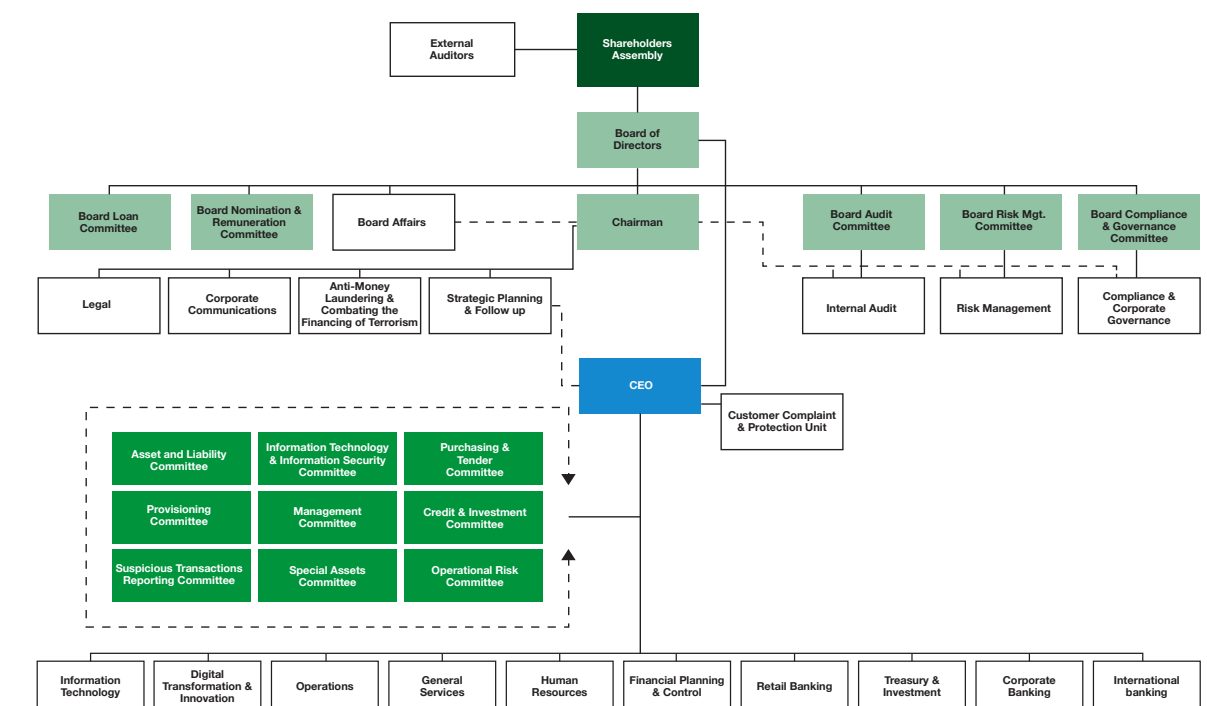 External
Auditors
Shareholders
Assembly
Board of
Directors
Board Loan
Committee
Board Nomination &
Remuneration
Committee
Board Affairs
Chairman
Board Audit
Committee
Board Risk Mgt.
Committee
Board Compliance
& Governance
Committee
Legal
Corporate
Communications
Anti-Money
Laundering &
Combating the
Financing of Terrorism
Strategic Planning
& Follow up
Internal Audit
Risk Management
Compliance &
Corporate
Governance
CEO
Customer Complaint
& Protection Unit
Asset and Liability
Committee
Information Technology
& Information Security
Committee
Purchasing &
Tender
Committee
Provisioning
Committee
Management
Committee
Credit & Investment
Committee
Suspicious Transactions
Reporting Committee
Special Assets
Committee
Operational Risk
Committee
Information
Technology
Digital
Transformation &
Innovation
Operations
General
Services
Human
Resources
Financial Planning
& Control
Retail Banking
Treasury &
Investment
Corporate
Banking
International
banking